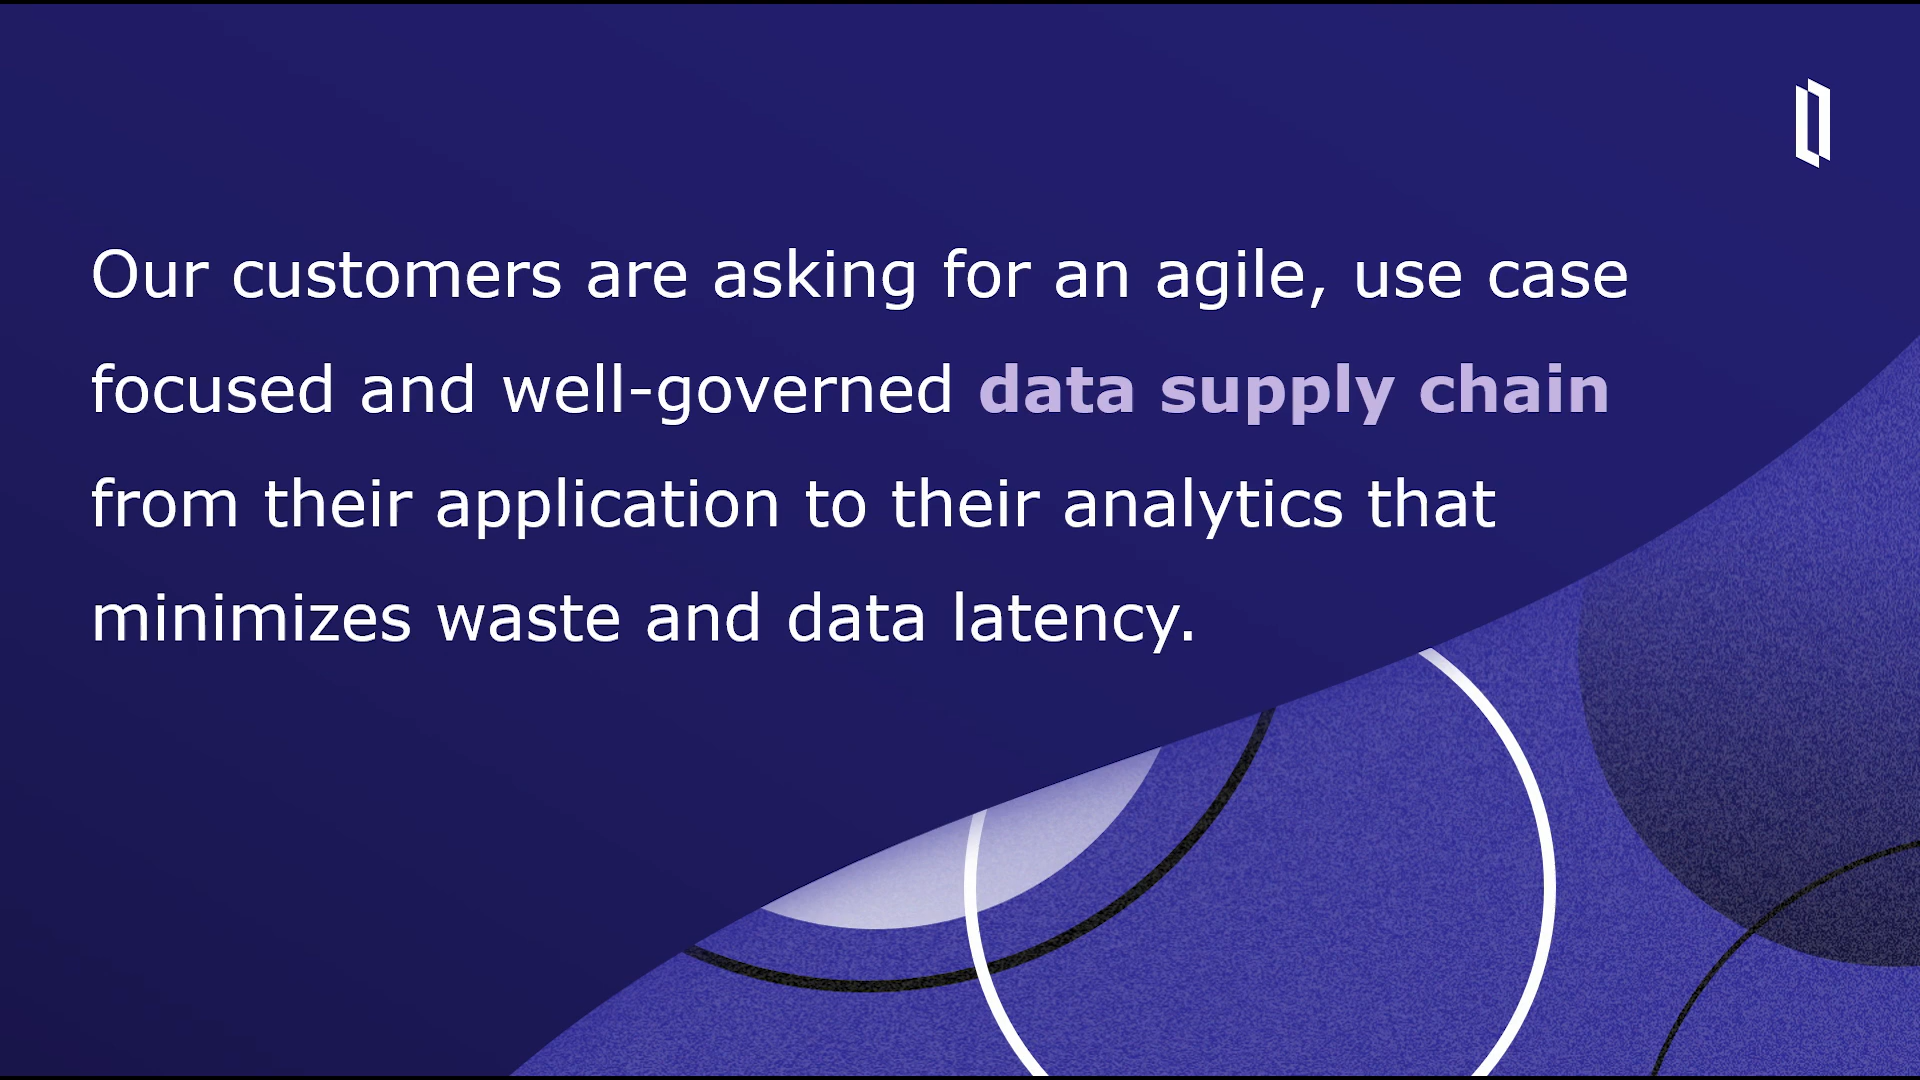 Our customers are asking for an agile, use case
focused and well-governed data supply chain
from their application to their analytics that
minimizes waste and data latency.